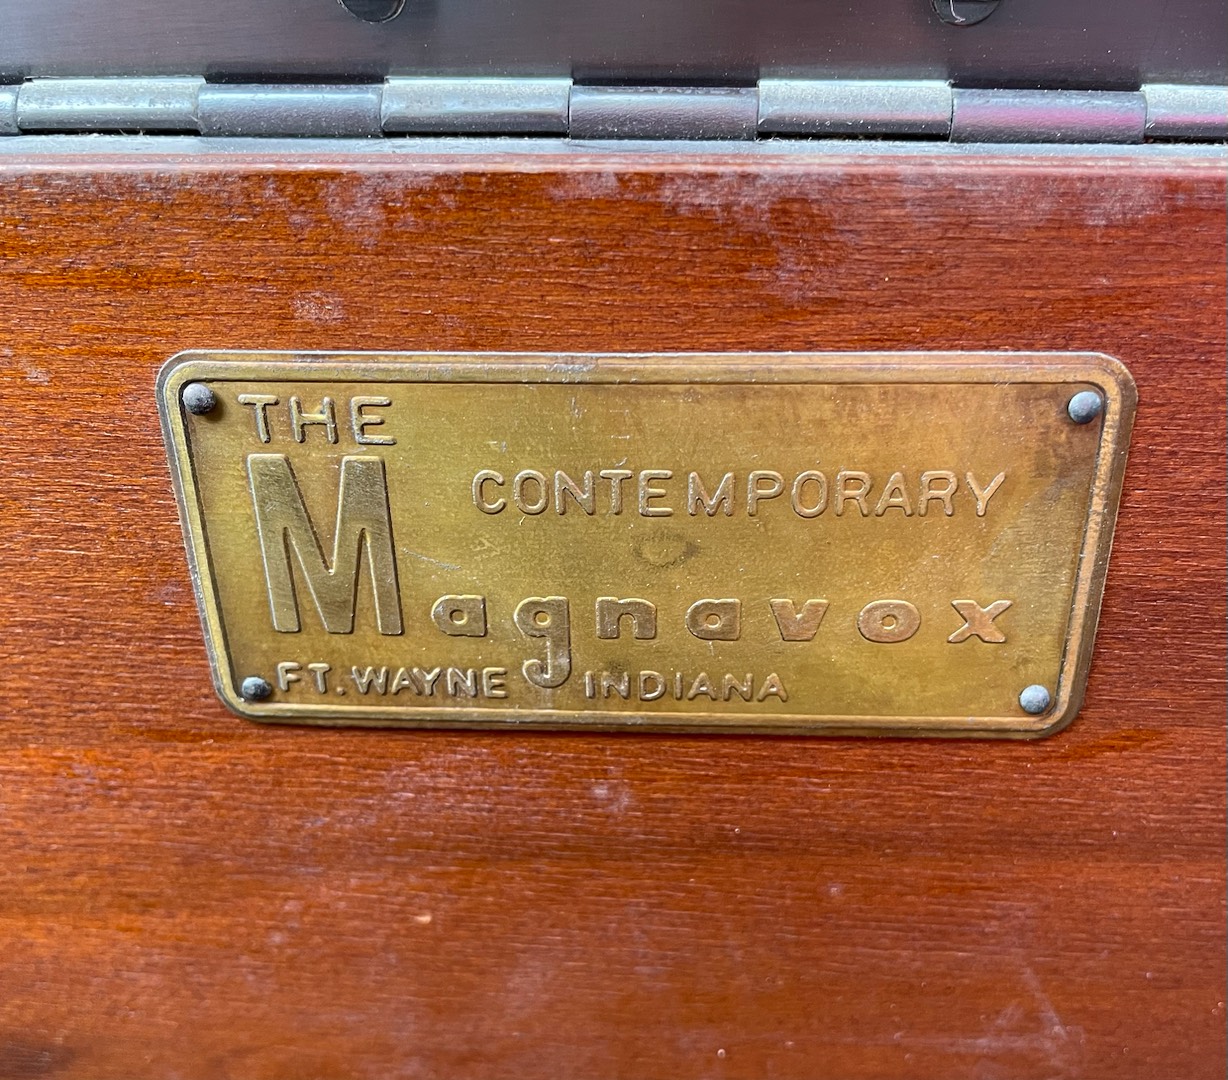 THE
CONTEMPORARY
Magnavox
FT. WAYNE INDIANA